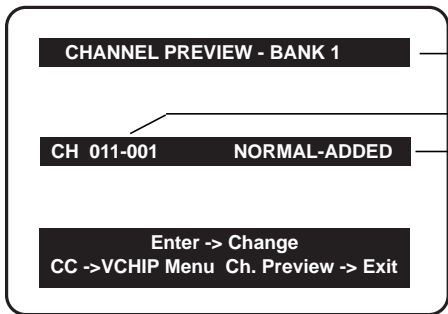 CHANNEL PREVIEW - BANK 1
CH 011-001 NORMAL-ADDED
Enter -> Change
CC ->VCHIP Menu Ch. Preview -> Exit